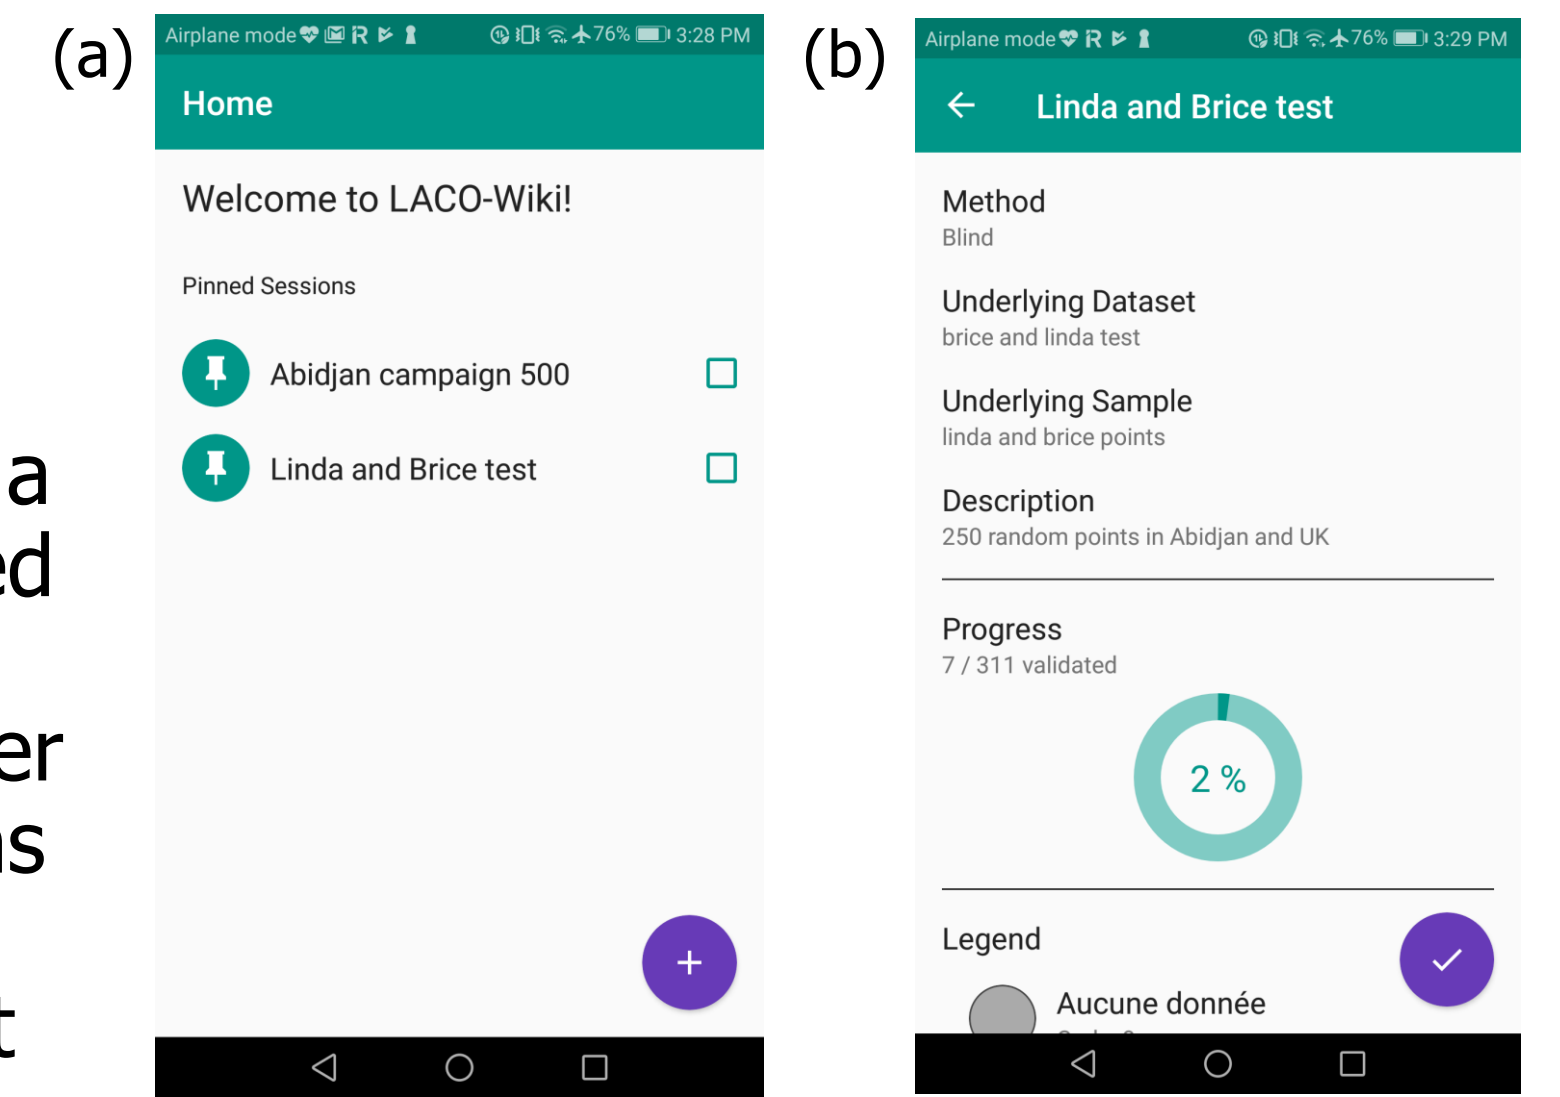 (a)
Airplane mode 76% 3:28 PM
Home
Welcome to LACO-Wiki!
Pinned Sessions
Abidjan campaign 500
Linda and Brice test
(b)
Airplane mode 76% 3:29 PM
Linda and Brice test
Method
Blind
Underlying Dataset
brice and linda test
Underlying Sample
linda and brice points
Description
250 random points in Abidjan and UK
Progress
7 / 311 validated
2 %
Legend
Aucune donnée
a
ed
er
t